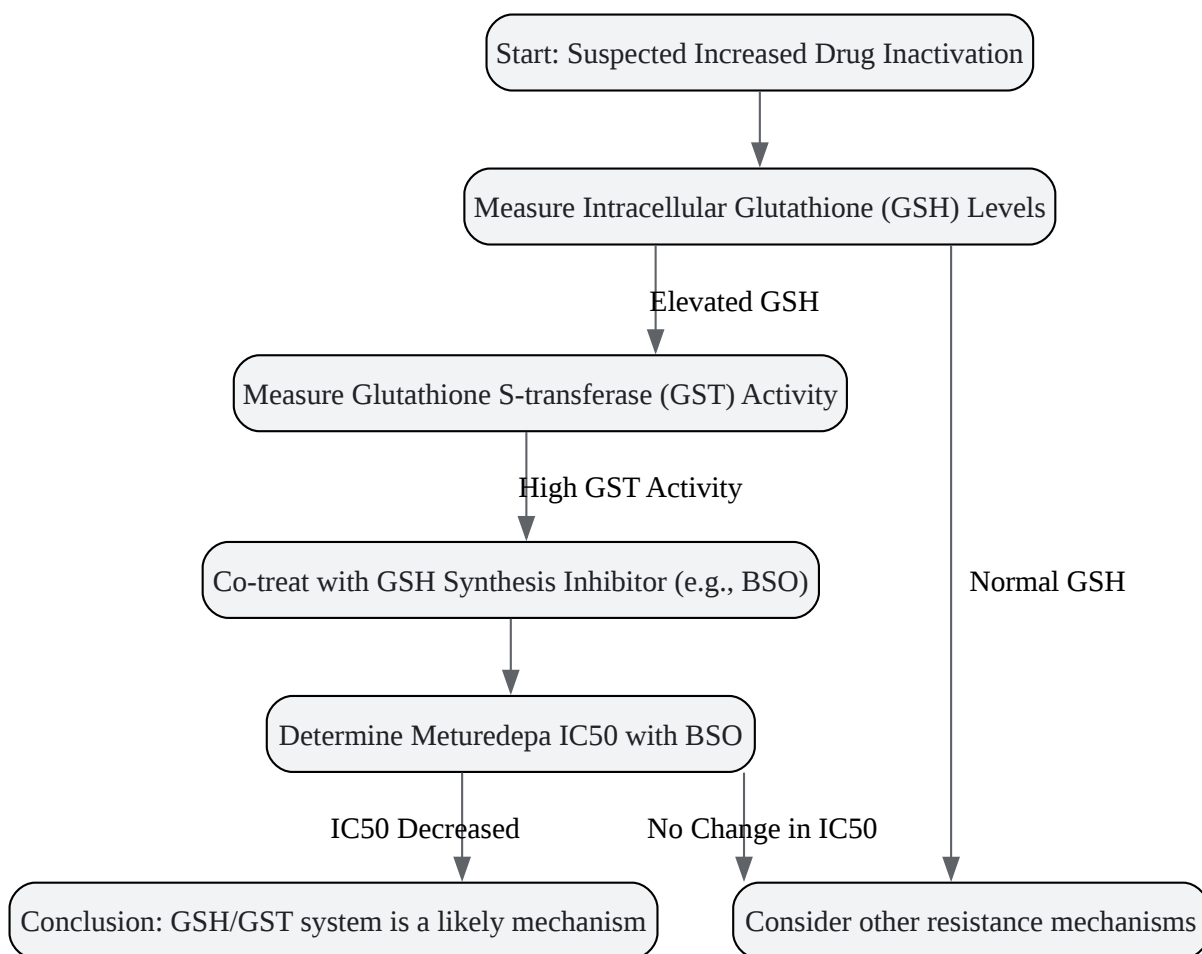 Start: Suspected Increased Drug Inactivation
Measure Intracellular Glutathione (GSH) Levels
Elevated GSH
Measure Glutathione S-transferase (GST) Activity
High GST Activity
Co-treat with GSH Synthesis Inhibitor (e.g., BSO)
Normal GSH
Determine Meturedepa IC50 with BSO
IC50 Decreased
No Change in IC50
Conclusion: GSH/GST system is a likely mechanism
Consider other resistance mechanisms